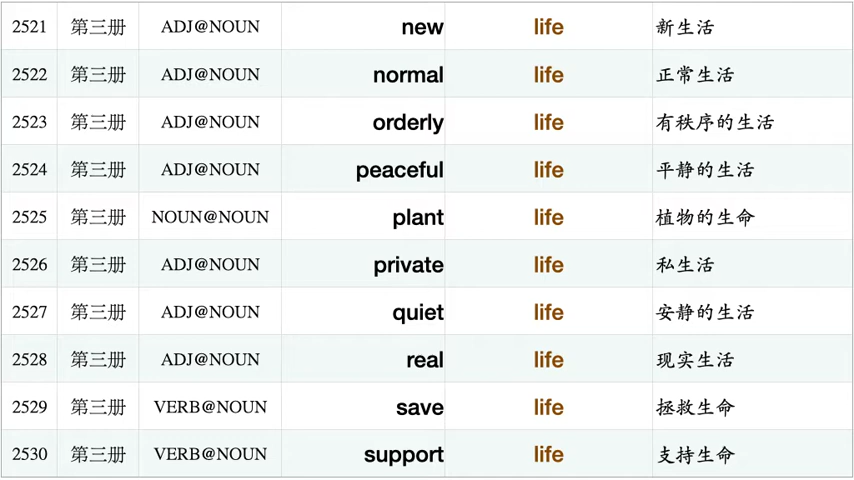 2521 第三册 ADJ@NOUN new life 新生活
2522 第三册 ADJ@NOUN normal life 正常生活
2523 第三册 ADJ@NOUN orderly life 有秩序的生活
2524 第三册 ADJ@NOUN peaceful life 平静的生活
2525 第三册 NOUN@NOUN plant life 植物的生命
2526 第三册 ADJ@NOUN private life 私生活
2527 第三册 ADJ@NOUN quiet life 安静的生活
2528 第三册 ADJ@NOUN real life 现实生活
2529 第三册 VERB@NOUN save life 拯救生命
2530 第三册 VERB@NOUN support life 支持生命